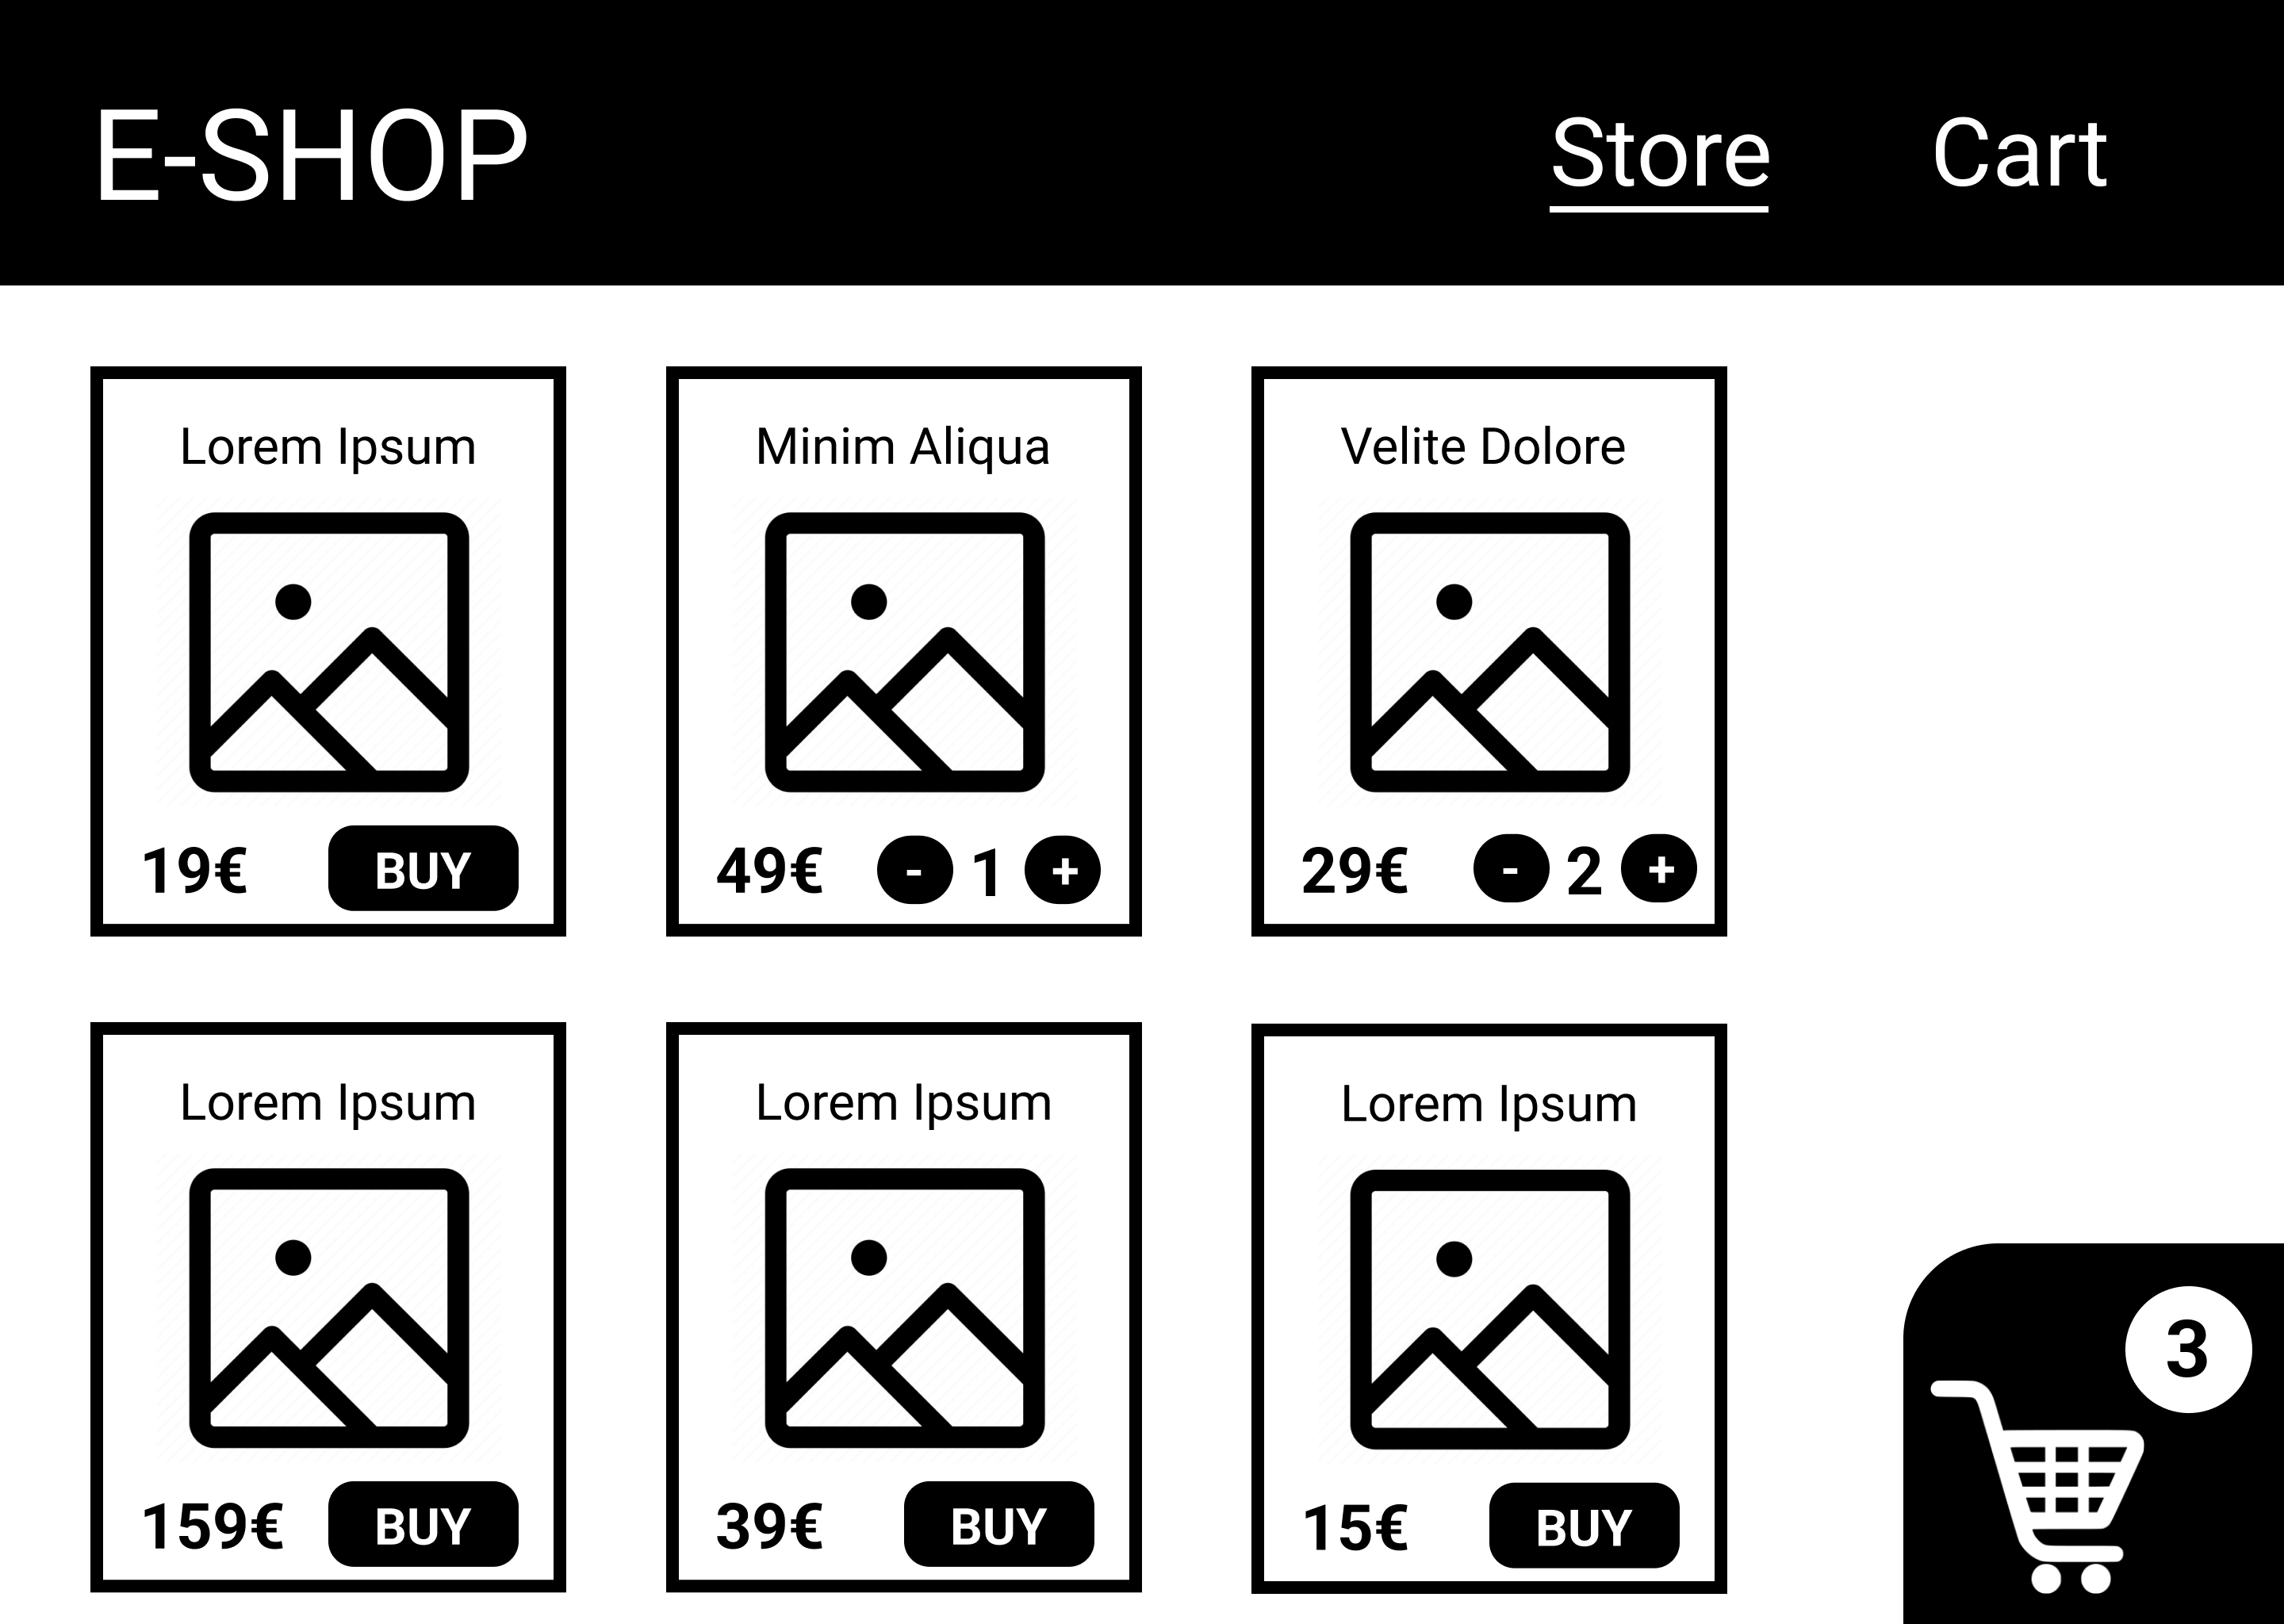 E-SHOP Store Cart
Lorem Ipsum
19€ BUY
Minim Aliqua
49€ - 1 +
Velite Dolore
29€ - 2 +
Lorem Ipsum
159€ BUY
Lorem Ipsum
39€ BUY
Lorem Ipsum
15€ BUY
3